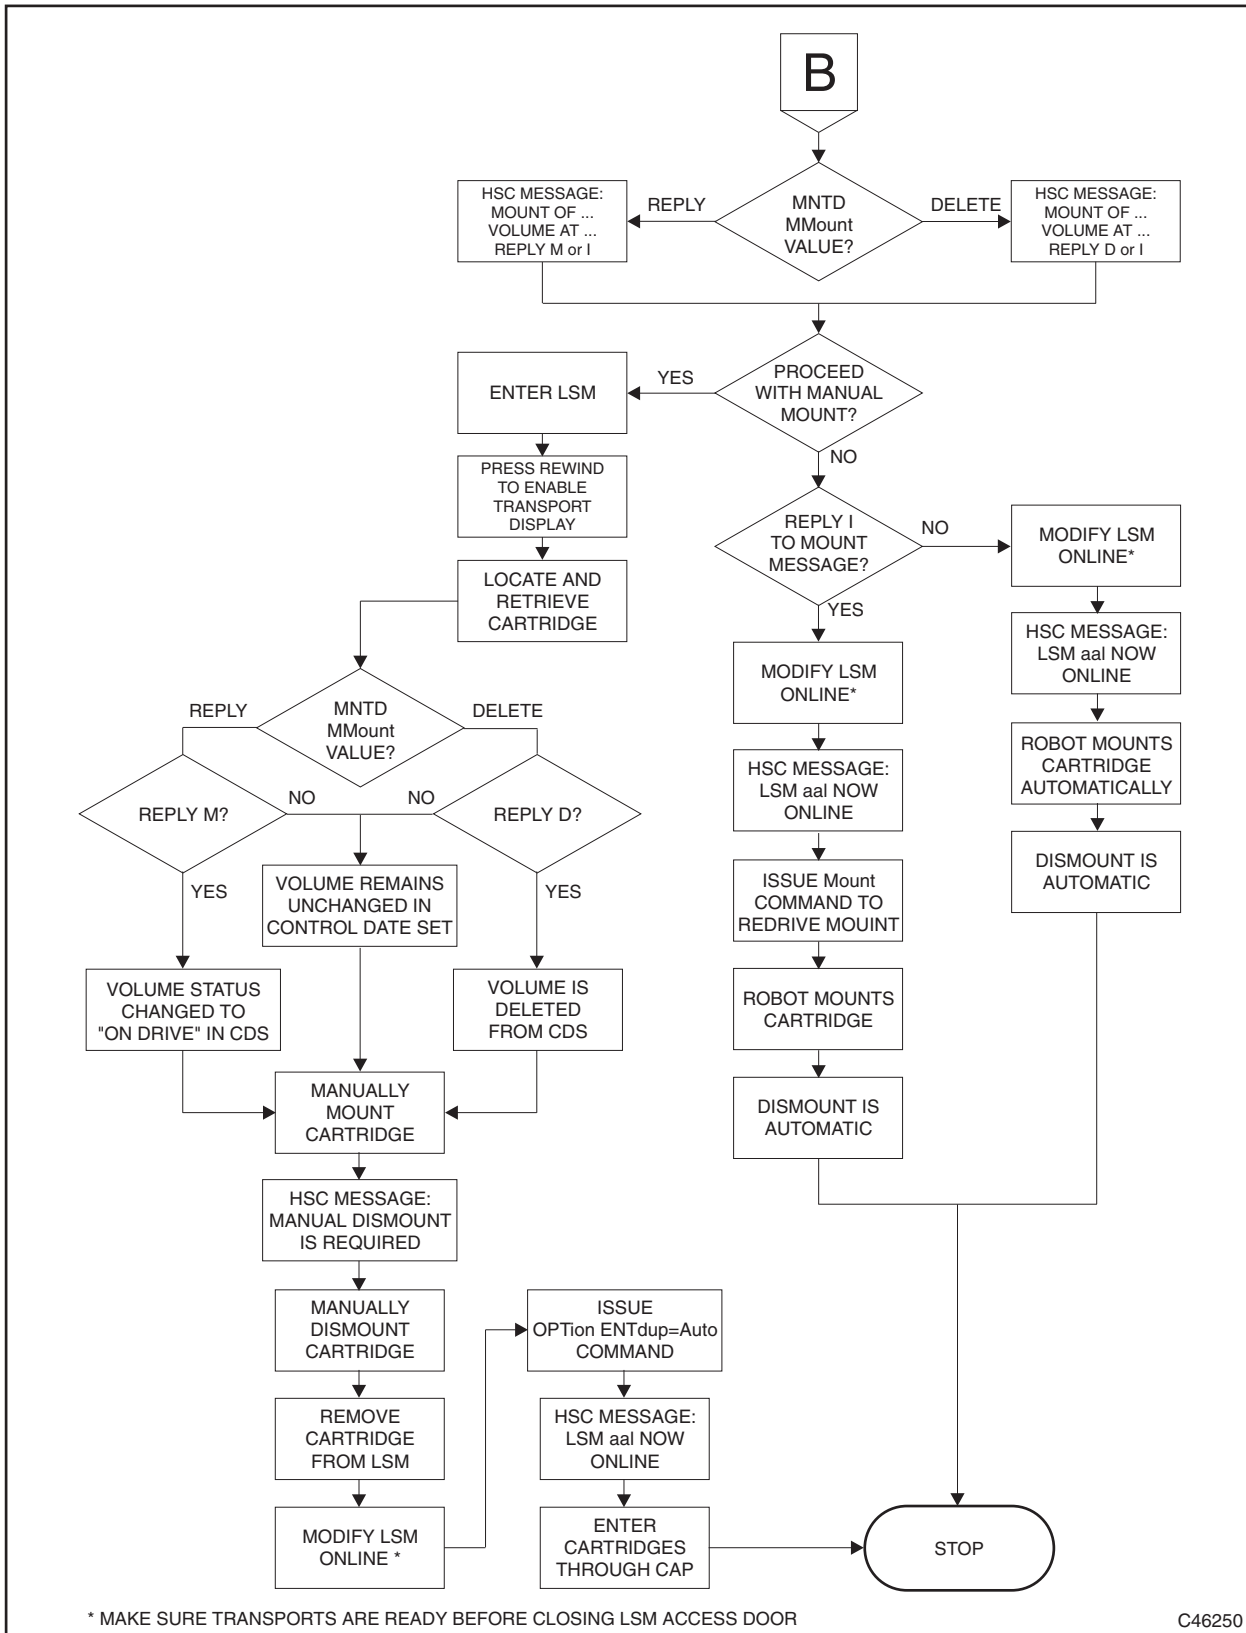 B
MNTD
MMount
VALUE?
REPLY
DELETE
HSC MESSAGE:
MOUNT OF ...
VOLUME AT ...
REPLY M or I
HSC MESSAGE:
MOUNT OF ...
VOLUME AT ...
REPLY D or I
PROCEED
WITH MANUAL
MOUNT?
YES
NO
ENTER LSM
PRESS REWIND
TO ENABLE
TRANSPORT
DISPLAY
LOCATE AND
RETRIEVE
CARTRIDGE
REPLY I
TO MOUNT
MESSAGE?
NO
YES
MODIFY LSM
ONLINE*
HSC MESSAGE:
LSM aal NOW
ONLINE
ROBOT MOUNTS
CARTRIDGE
AUTOMATICALLY
DISMOUNT IS
AUTOMATIC
MODIFY LSM
ONLINE*
HSC MESSAGE:
LSM aal NOW
ONLINE
ISSUE Mount
COMMAND TO
REDRIVE MOUINT
ROBOT MOUNTS
CARTRIDGE
DISMOUNT IS
AUTOMATIC
MNTD
MMount
VALUE?
REPLY
DELETE
REPLY M?
NO
NO
REPLY D?
YES
YES
VOLUME REMAINS
UNCHANGED IN
CONTROL DATE SET
VOLUME STATUS
CHANGED TO
"ON DRIVE" IN CDS
VOLUME IS
DELETED
FROM CDS
MANUALLY
MOUNT
CARTRIDGE
HSC MESSAGE:
MANUAL DISMOUNT
IS REQUIRED
MANUALLY
DISMOUNT
CARTRIDGE
REMOVE
CARTRIDGE
FROM LSM
MODIFY LSM
ONLINE *
ISSUE
OPTion ENTdup=Auto
COMMAND
HSC MESSAGE:
LSM aal NOW
ONLINE
ENTER
CARTRIDGES
THROUGH CAP
STOP
* MAKE SURE TRANSPORTS ARE READY BEFORE CLOSING LSM ACCESS DOOR
C46250